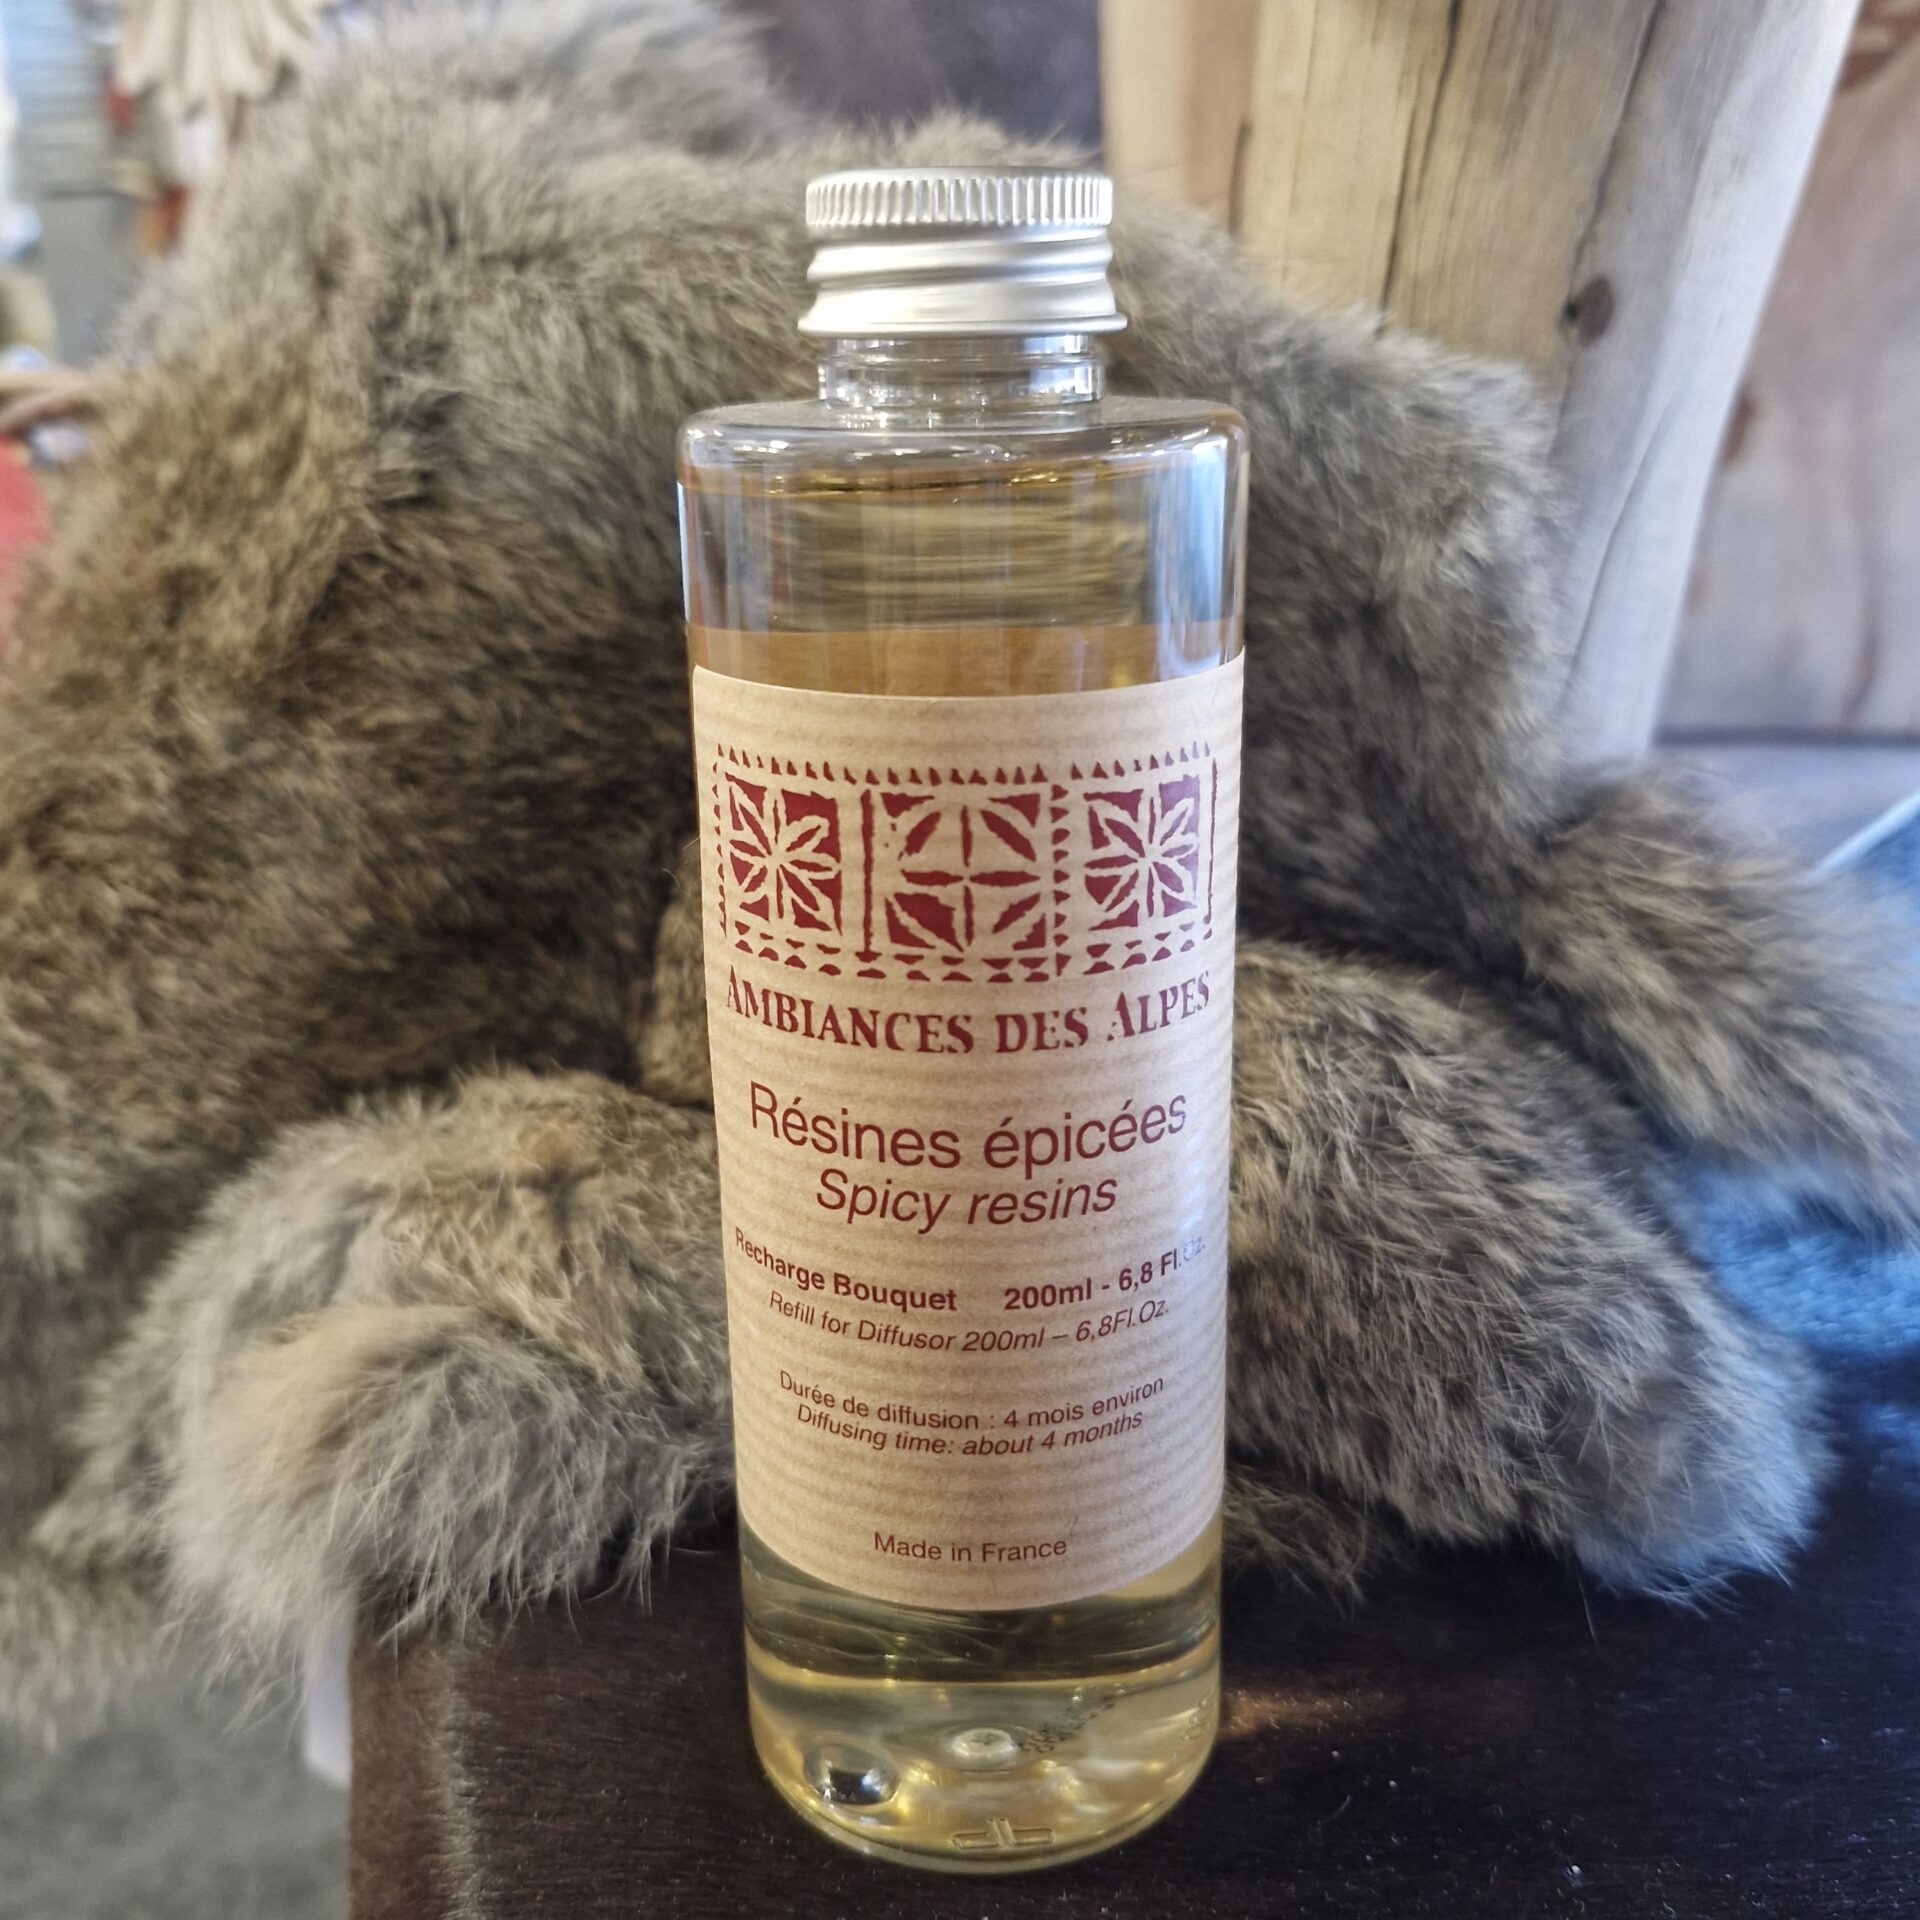 AMBIANCES DES ALPES
Résines épicées
Spicy resins
Recharge Bouquet 200ml - 6,8 Fl.Oz.
Refill for Diffusor 200ml – 6,8Fl.Oz.
Durée de diffusion : 4 mois environ
Diffusing time: about 4 months
Made in France